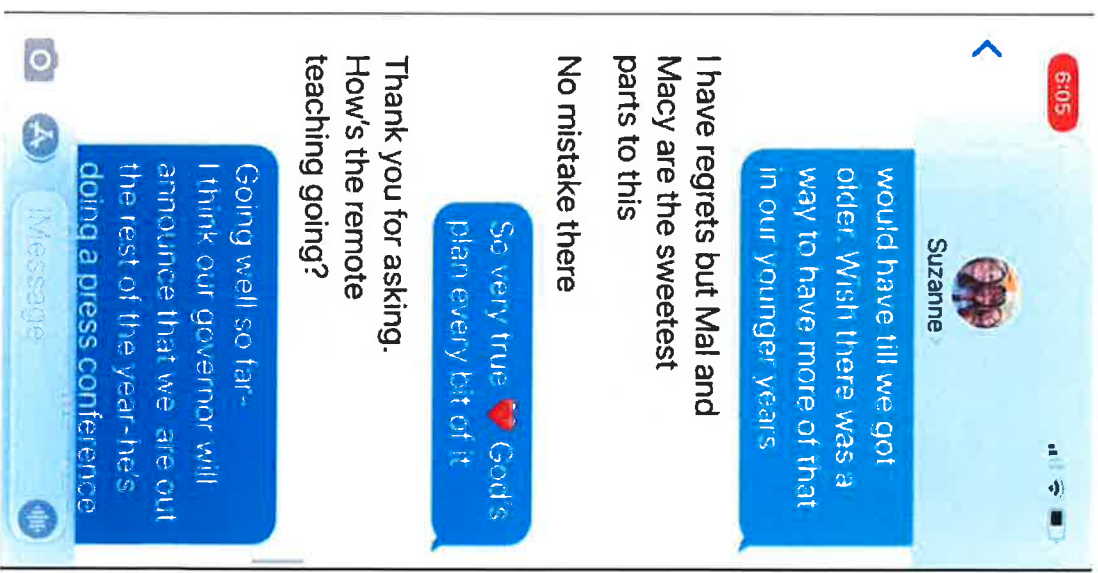 6:05
Suzanne
would have till we got
older. Wish there was a
way to have more of that
in our younger years
I have regrets but Mal and
Macy are the sweetest
parts to this
No mistake there
So very true ❤️ God's
plan every bit of it
Thank you for asking.
How's the remote
teaching going?
Going well so far-
I think our governor will
announce that we are out
the rest of the year-he's
doing a press conference
iMessage